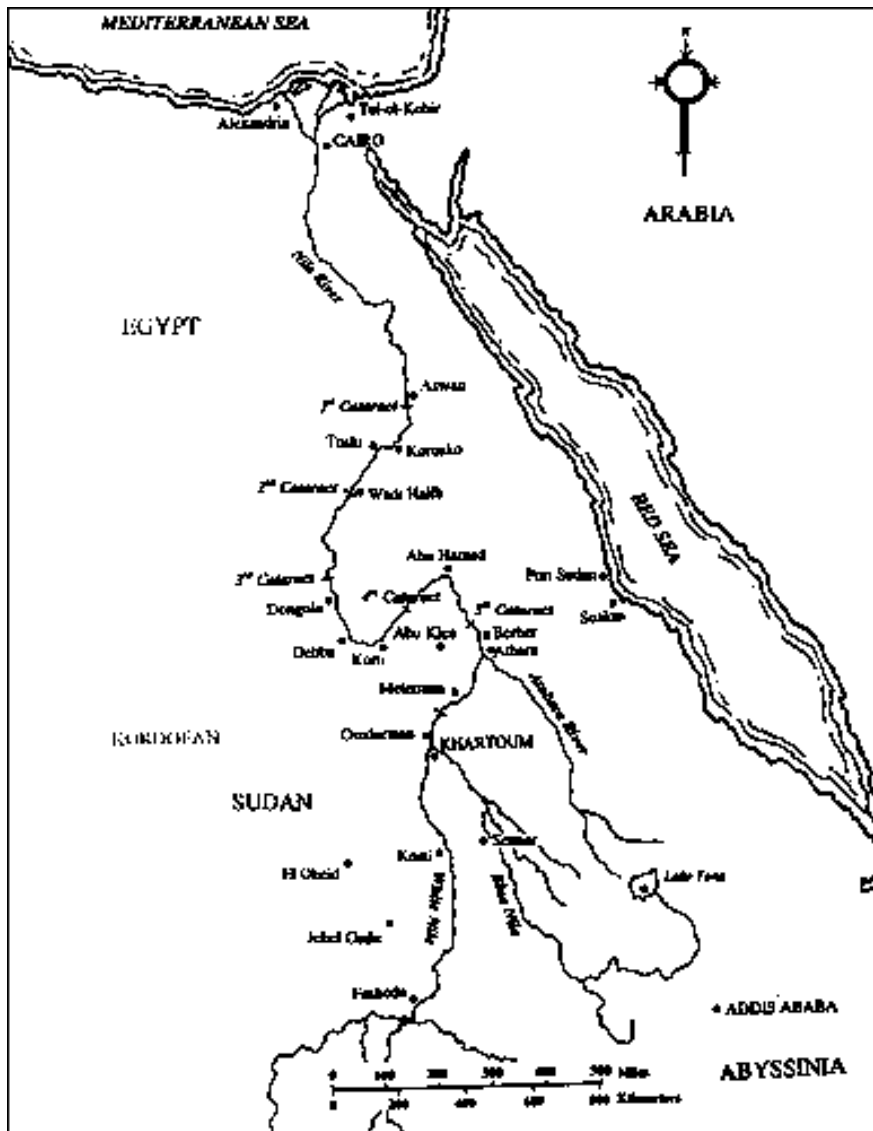 MEDITERRANEAN SEA
N
Alexandria
Tel-el-Kebir
CAIRO
ARABIA
Nile River
EGYPT
Aswan
1st Cataract
Toski
Korosko
2nd Cataract
Wadi Halfa
RED SEA
Abu Hamed
3rd Cataract
Port Sudan
4th Cataract
5th Cataract
Dongola
Suakin
Berber
Abu Klea
Atbara
Debba
Korti
Metemma
Atbara River
Omdurman
KORDOFAN
KHARTOUM
SUDAN
Sennar
Kosti
El Obeid
Lake Tana
White Nile
Blue Nile
Fashoda
ADDIS ABABA
0 100 200 300 400 500 Miles
ABYSSINIA
0 200 400 600 800 Kilometers